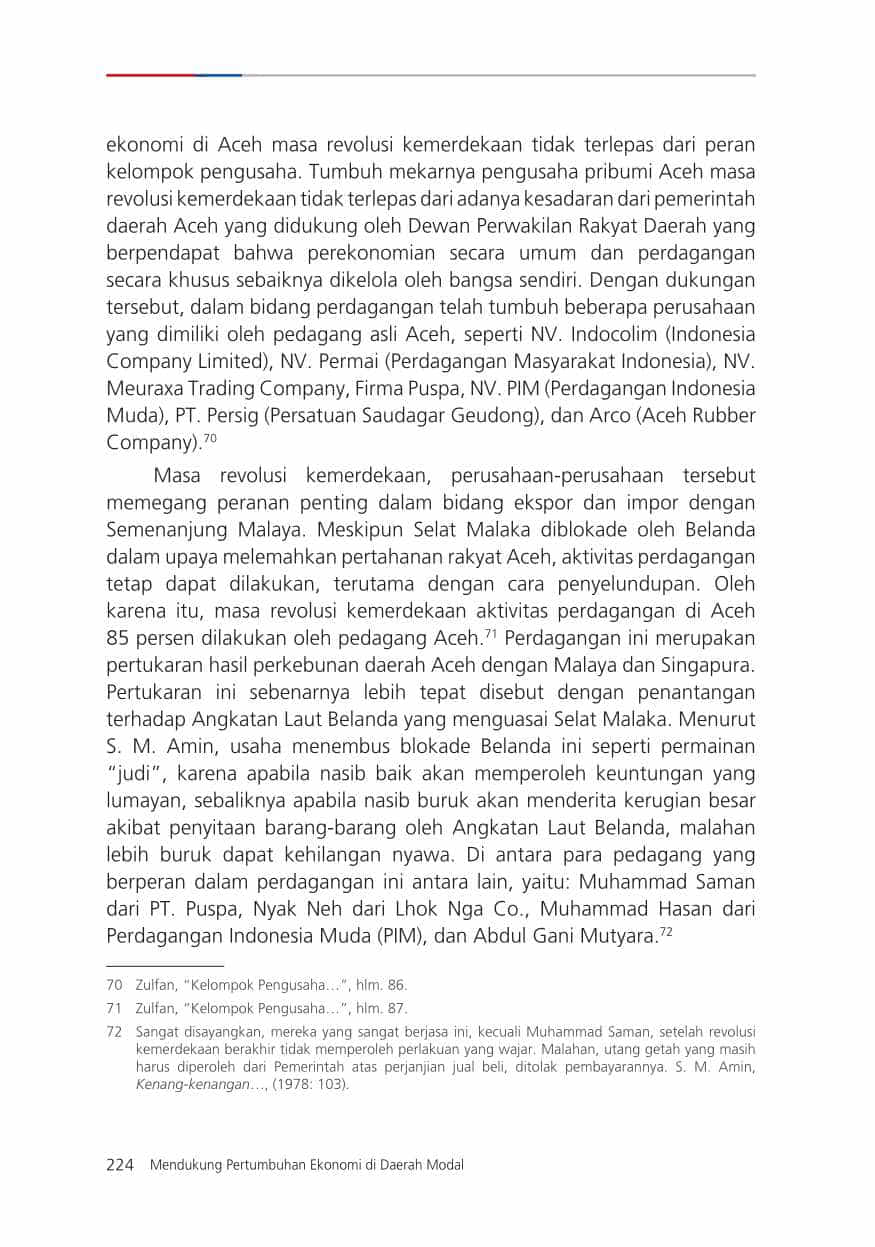 ekonomi di Aceh masa revolusi kemerdekaan tidak terlepas dari peran
kelompok pengusaha. Tumbuh mekarnya pengusaha pribumi Aceh masa
revolusi kemerdekaan tidak terlepas dari adanya kesadaran dari pemerintah
daerah Aceh yang didukung oleh Dewan Perwakilan Rakyat Daerah yang
berpendapat bahwa perekonomian secara umum dan perdagangan
secara khusus sebaiknya dikelola oleh bangsa sendiri. Dengan dukungan
tersebut, dalam bidang perdagangan telah tumbuh beberapa perusahaan
yang dimiliki oleh pedagang asli Aceh, seperti NV. Indocolim (Indonesia
Company Limited), NV. Permai (Perdagangan Masyarakat Indonesia), NV.
Meuraxa Trading Company, Firma Puspa, NV. PIM (Perdagangan Indonesia
Muda), PT. Persig (Persatuan Saudagar Geudong), dan Arco (Aceh Rubber
Company).70
Masa revolusi kemerdekaan, perusahaan-perusahaan tersebut
memegang peranan penting dalam bidang ekspor dan impor dengan
Semenanjung Malaya. Meskipun Selat Malaka diblokade oleh Belanda
dalam upaya melemahkan pertahanan rakyat Aceh, aktivitas perdagangan
tetap dapat dilakukan, terutama dengan cara penyelundupan. Oleh
karena itu, masa revolusi kemerdekaan aktivitas perdagangan di Aceh
85 persen dilakukan oleh pedagang Aceh.71 Perdagangan ini merupakan
pertukaran hasil perkebunan daerah Aceh dengan Malaya dan Singapura.
Pertukaran ini sebenarnya lebih tepat disebut dengan penantangan
terhadap Angkatan Laut Belanda yang menguasai Selat Malaka. Menurut
S. M. Amin, usaha menembus blokade Belanda ini seperti permainan
“judi”, karena apabila nasib baik akan memperoleh keuntungan yang
lumayan, sebaliknya apabila nasib buruk akan menderita kerugian besar
akibat penyitaan barang-barang oleh Angkatan Laut Belanda, malahan
lebih buruk dapat kehilangan nyawa. Di antara para pedagang yang
berperan dalam perdagangan ini antara lain, yaitu: Muhammad Saman
dari PT. Puspa, Nyak Neh dari Lhok Nga Co., Muhammad Hasan dari
Perdagangan Indonesia Muda (PIM), dan Abdul Gani Mutyara.72
70 Zulfan, “Kelompok Pengusaha…”, hlm. 86.
71 Zulfan, “Kelompok Pengusaha…”, hlm. 87.
72 Sangat disayangkan, mereka yang sangat berjasa ini, kecuali Muhammad Saman, setelah revolusi
kemerdekaan berakhir tidak memperoleh perlakuan yang wajar. Malahan, utang getah yang masih
harus diperoleh dari Pemerintah atas perjanjian jual beli, ditolak pembayarannya. S. M. Amin,
Kenang-kenangan…, (1978: 103).
224 Mendukung Pertumbuhan Ekonomi di Daerah Modal